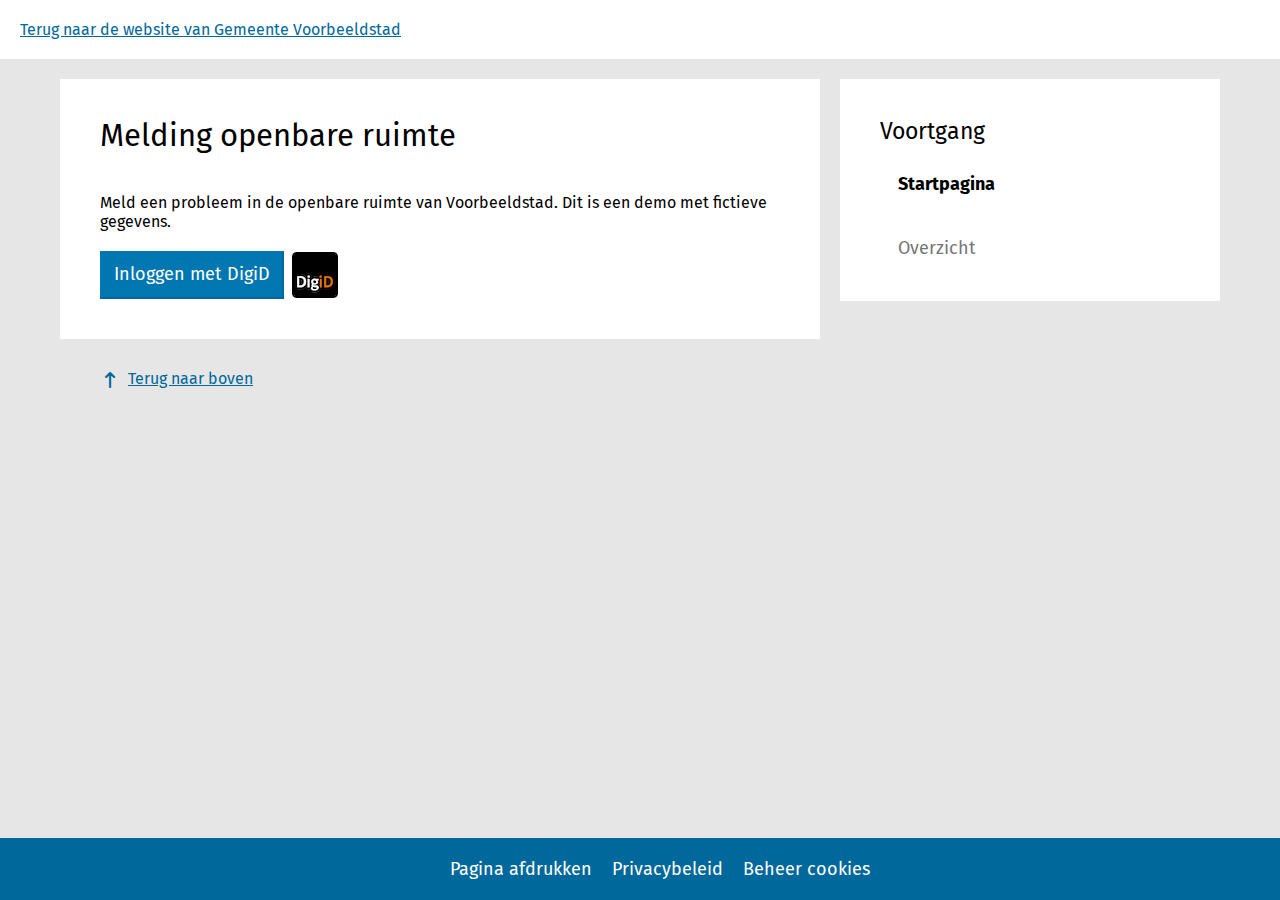 Terug naar de website van Gemeente Voorbeeldstad
Melding openbare ruimte
Meld een probleem in de openbare ruimte van Voorbeeldstad. Dit is een demo met fictieve
gegevens.
Inloggen met DigiD
DigiD
Terug naar boven
Voortgang
Startpagina
Overzicht
Pagina afdrukken
Privacybeleid
Beheer cookies